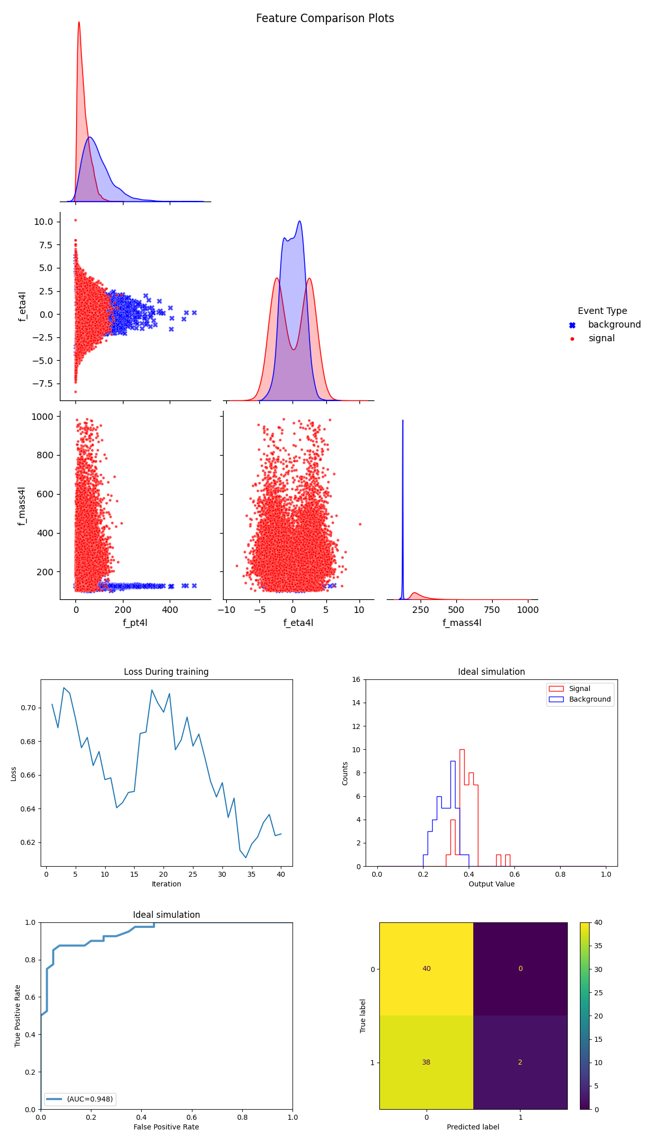 Feature Comparison Plots
10.0
7.5
5.0
2.5
0.0
−2.5
−5.0
−7.5
f_eta4l
Event Type
background
signal
1000
800
600
400
200
f_mass4l
0 200 400
f_pt4l
−10 −5 0 5 10
f_eta4l
250 500 750 1000
f_mass4l
Loss During training
0.70
0.68
0.66
0.64
0.62
Loss
0 5 10 15 20 25 30 35 40
Iteration
Ideal simulation
16
14
12
10
8
6
4
2
0
Counts
Signal
Background
0.0 0.2 0.4 0.6 0.8 1.0
Output Value
Ideal simulation
1.0
0.8
0.6
0.4
0.2
0.0
True Positive Rate
(AUC=0.948)
0.0 0.2 0.4 0.6 0.8 1.0
False Positive Rate
True label
0
1
40 0
38 2
0 1
Predicted label
40
35
30
25
20
15
10
5
0